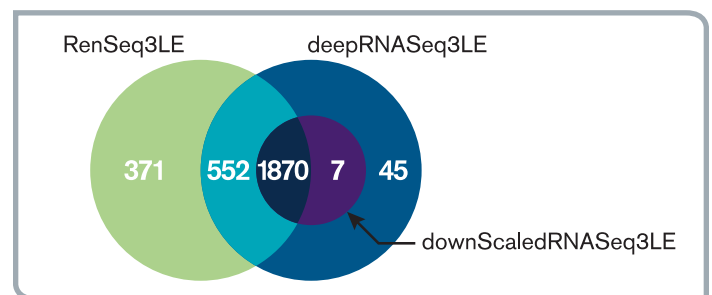 RenSeq3LE deepRNASeq3LE
371 552 1870 7 45
downScaledRNASeq3LE